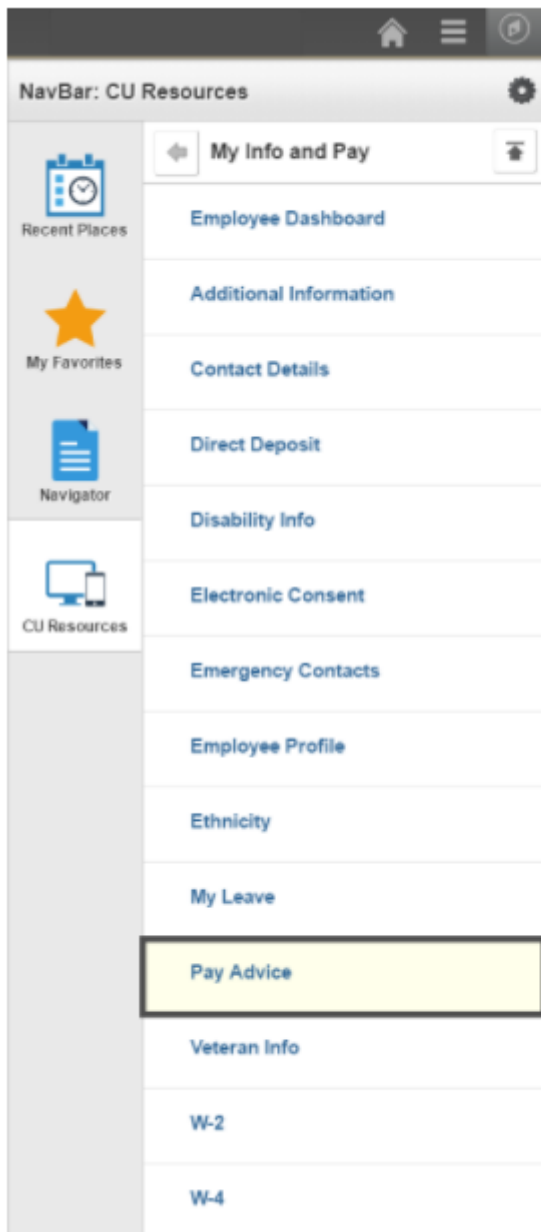 NavBar: CU Resources
My Info and Pay
Recent Places
My Favorites
Navigator
CU Resources
Employee Dashboard
Additional Information
Contact Details
Direct Deposit
Disability Info
Electronic Consent
Emergency Contacts
Employee Profile
Ethnicity
My Leave
Pay Advice
Veteran Info
W-2
W-4